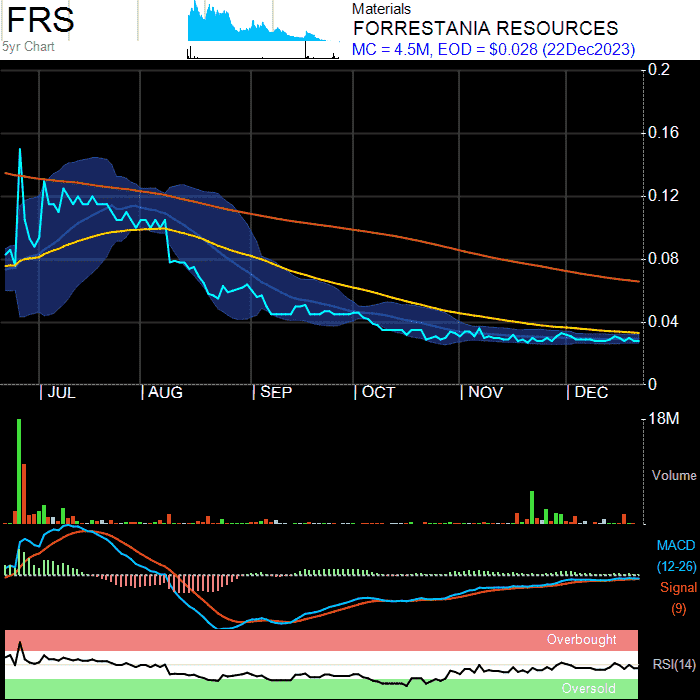 FRS
5yr Chart
Materials
FORRESTANIA RESOURCES
MC = 4.5M, EOD = $0.028 (22Dec2023)
0.2
0.16
0.12
0.08
0.04
0
JUL AUG SEP OCT NOV DEC
18M
Volume
MACD
(12-26)
Signal
(9)
Overbought
RSI(14)
Oversold